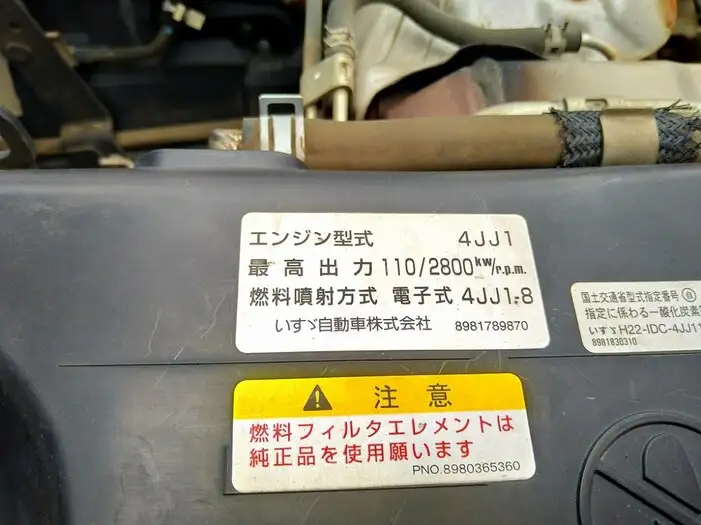 エンジン型式 4JJ1
最高出力 110/2800 kw/r.p.m.
燃料噴射方式 電子式 4JJ1-8
いすゞ自動車株式会社 8981789870
国土交通省型式指定番号
指定に係わる一酸化炭素
いすゞH22-IDC-4JJ11
8981830310
注意
燃料フィルタエレメントは
純正品を使用願います
PNO.8980365360